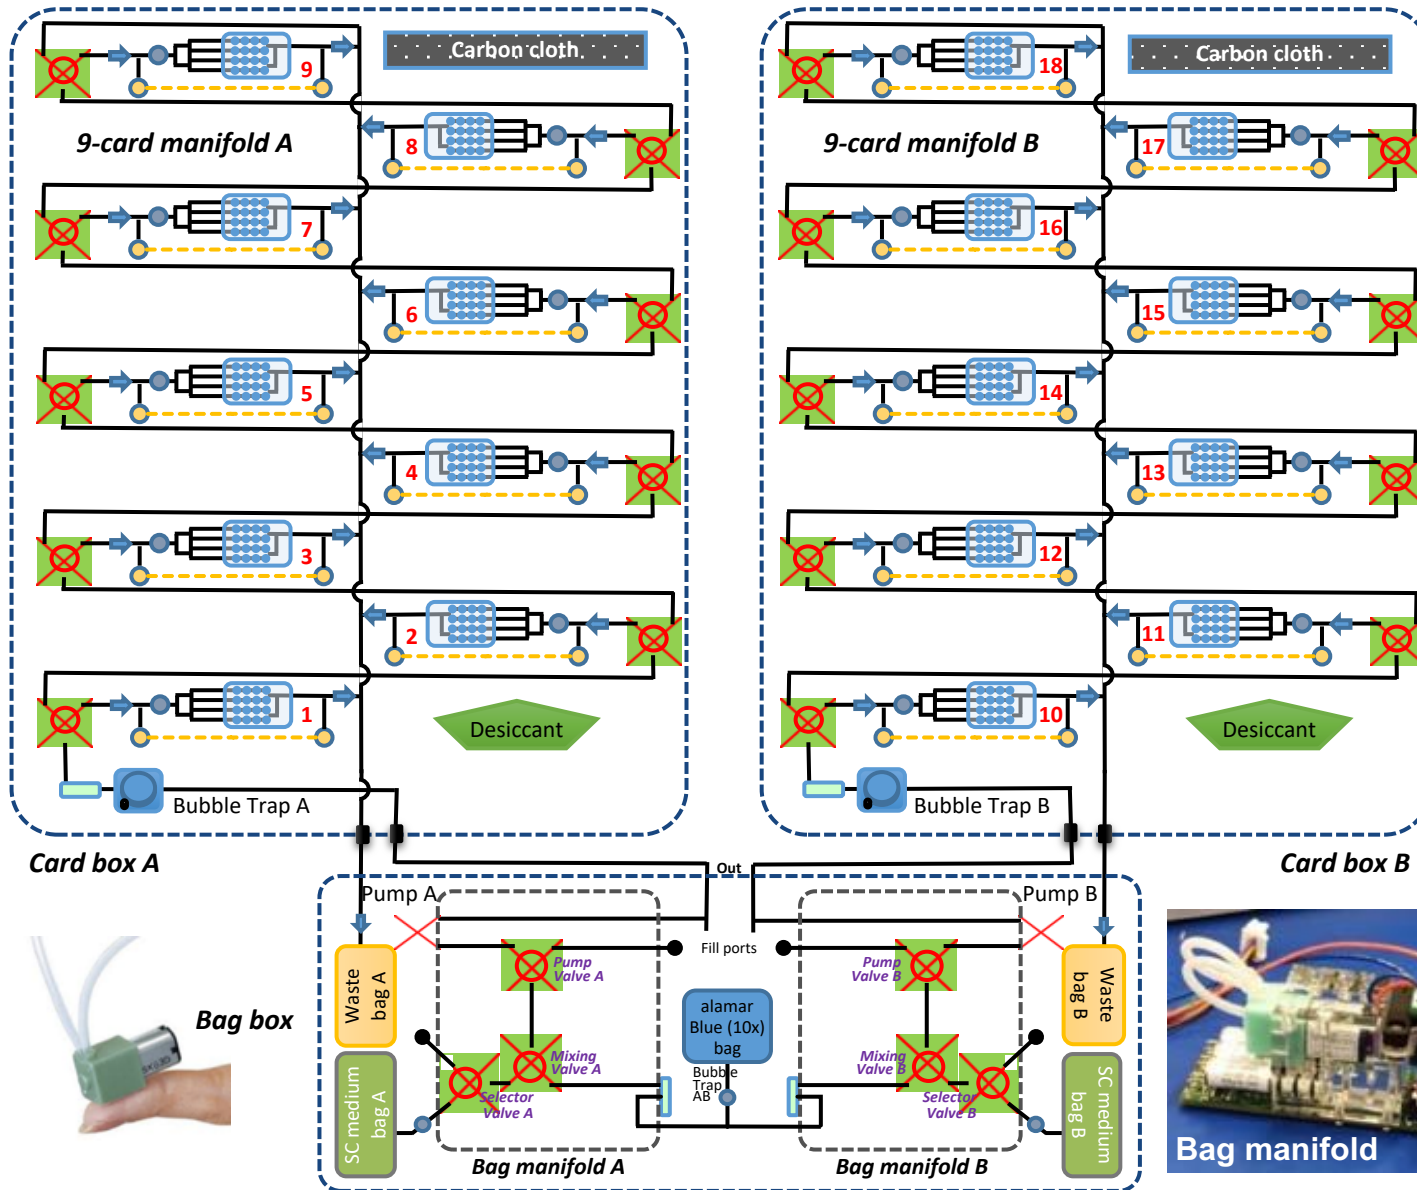 Carbon cloth
Carbon cloth
9
18
9-card manifold A
8
9-card manifold B
17
7
16
6
15
5
14
4
13
3
12
2
11
1
Desiccant
10
Desiccant
Bubble Trap A
Bubble Trap B
Card box A
Out
Card box B
Pump A
Pump B
Fill ports
Pump
Valve A
Pump
Valve B
Waste
bag A
Waste
bag B
alamar
Blue (10x)
bag
Bag box
Mixing
Valve A
Mixing
Valve B
Bubble
Trap
AB
Selector
Valve A
Selector
Valve B
SC medium
bag A
SC medium
bag B
Bag manifold A
Bag manifold B
Bag manifold